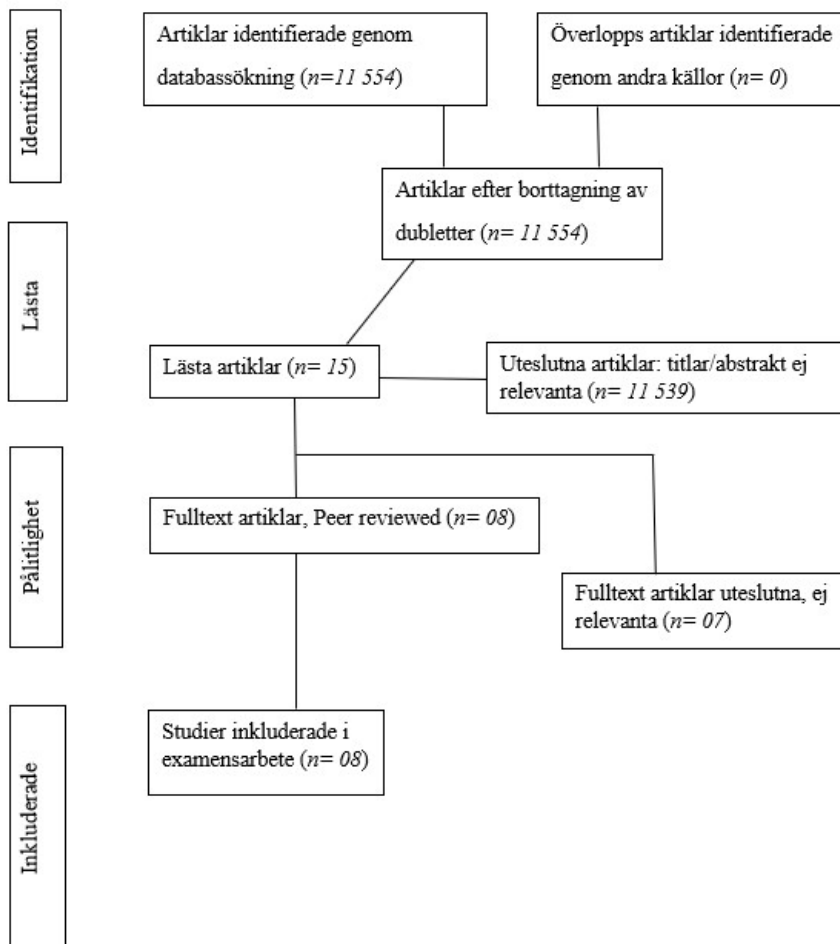 Identifikation
Artiklar identifierade genom
databassökning (n=11 554)
Överlopps artiklar identifierade
genom andra källor (n= 0)
Artiklar efter borttagning av
dubletter (n= 11 554)
Lästa
Lästa artiklar (n= 15)
Uteslutna artiklar: titlar/abstrakt ej
relevanta (n= 11 539)
Pålitlighet
Fulltext artiklar, Peer reviewed (n= 08)
Fulltext artiklar uteslutna, ej
relevanta (n= 07)
Inkluderade
Studier inkluderade i
examensarbete (n= 08)